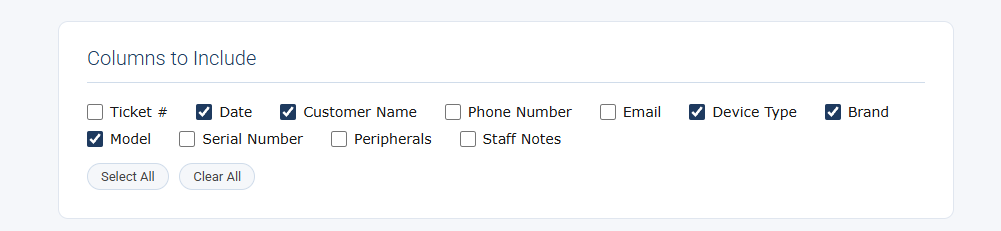 Columns to Include
Ticket # Date Customer Name Phone Number Email Device Type Brand
Model Serial Number Peripherals Staff Notes
Select All Clear All